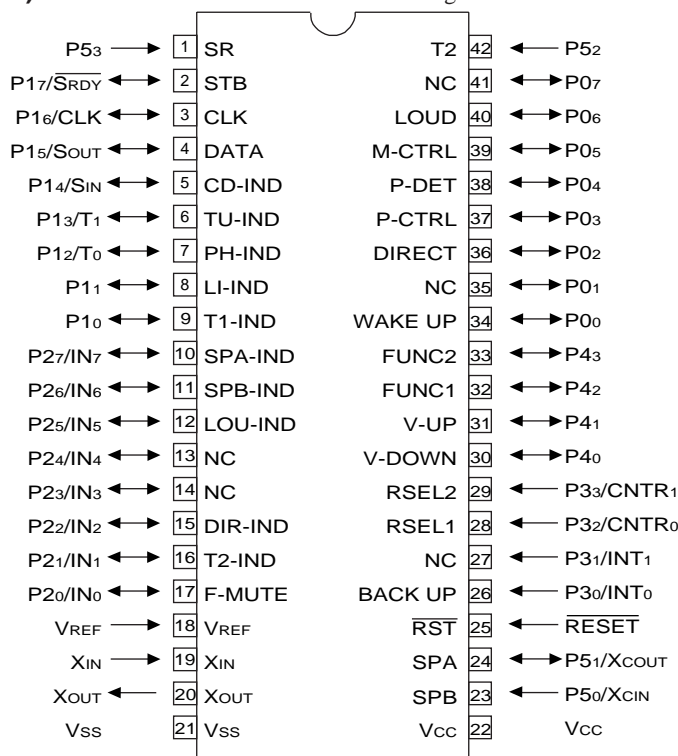 P53 1 SR T2 42 P52
P17/SRDY 2 STB NC 41 P07
P16/CLK 3 CLK LOUD 40 P06
P15/SOUT 4 DATA M-CTRL 39 P05
P14/SIN 5 CD-IND P-DET 38 P04
P13/T1 6 TU-IND P-CTRL 37 P03
P12/T0 7 PH-IND DIRECT 36 P02
P11 8 LI-IND NC 35 P01
P10 9 T1-IND WAKE UP 34 P00
P27/IN7 10 SPA-IND FUNC2 33 P43
P26/IN6 11 SPB-IND FUNC1 32 P42
P25/IN5 12 LOU-IND V-UP 31 P41
P24/IN4 13 NC V-DOWN 30 P40
P23/IN3 14 NC RSEL2 29 P33/CNTR1
P22/IN2 15 DIR-IND RSEL1 28 P32/CNTR0
P21/IN1 16 T2-IND NC 27 P31/INT1
P20/IN0 17 F-MUTE BACK UP 26 P30/INT0
VREF 18 VREF RST 25 RESET
XIN 19 XIN SPA 24 P51/XCOUT
XOUT 20 XOUT SPB 23 P50/XCIN
VSS 21 VSS VCC 22 VCC